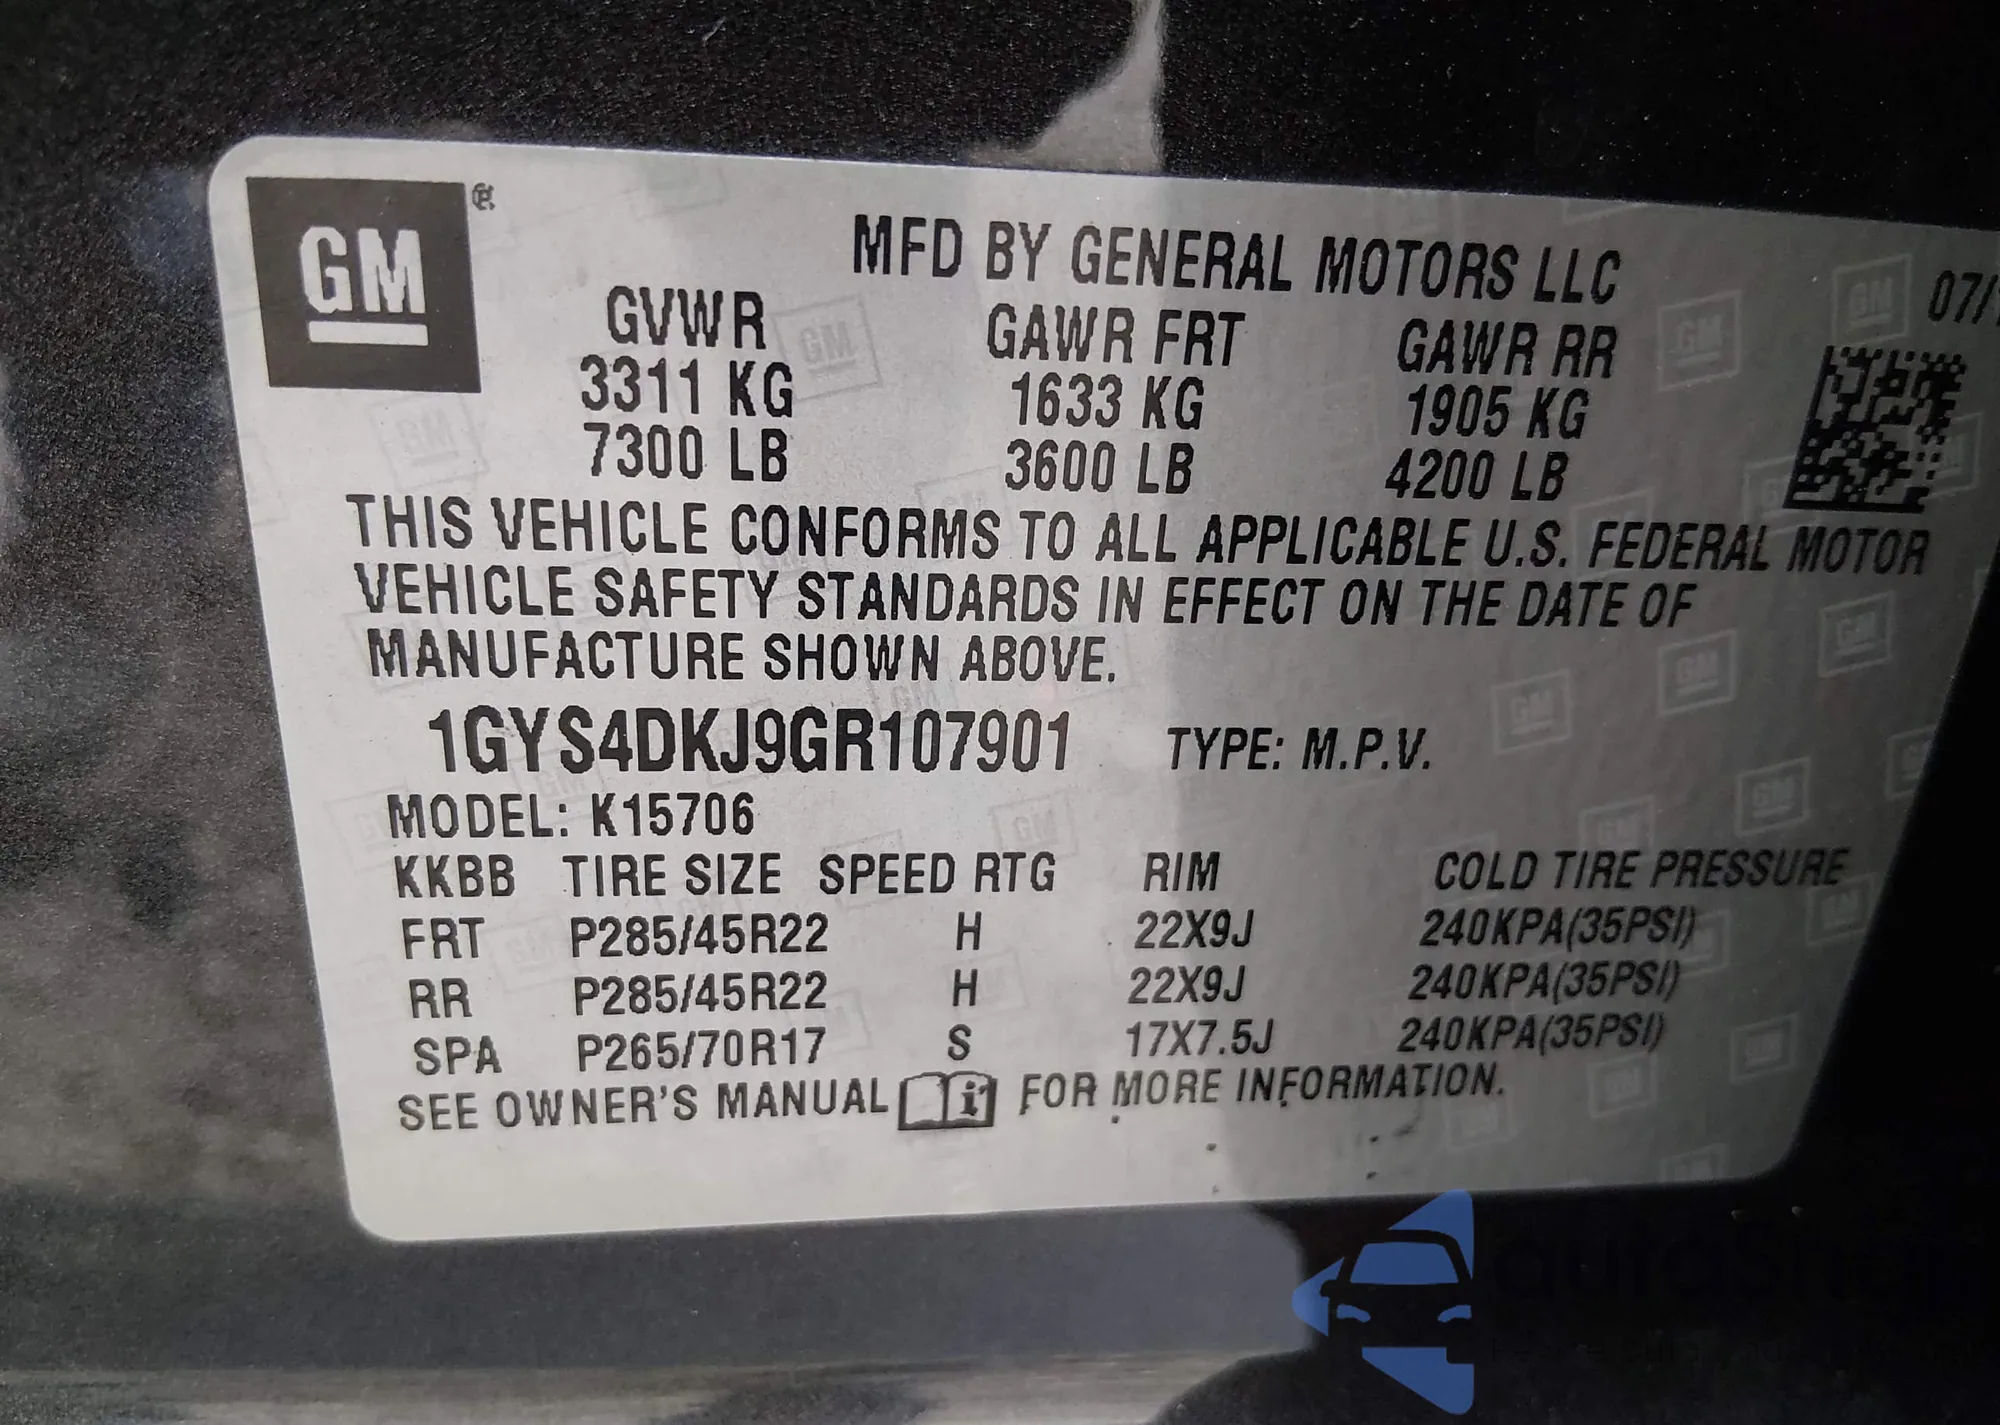 GM ®
MFD BY GENERAL MOTORS LLC
07/1
GVWR GAWR FRT GAWR RR
3311 KG 1633 KG 1905 KG
7300 LB 3600 LB 4200 LB
THIS VEHICLE CONFORMS TO ALL APPLICABLE U.S. FEDERAL MOTOR
VEHICLE SAFETY STANDARDS IN EFFECT ON THE DATE OF
MANUFACTURE SHOWN ABOVE.
1GYS4DKJ9GR107901 TYPE: M.P.V.
MODEL: K15706
KKBB TIRE SIZE SPEED RTG RIM COLD TIRE PRESSURE
FRT P285/45R22 H 22X9J 240KPA(35PSI)
RR P285/45R22 H 22X9J 240KPA(35PSI)
SPA P265/70R17 S 17X7.5J 240KPA(35PSI)
SEE OWNER'S MANUAL i FOR MORE INFORMATION.